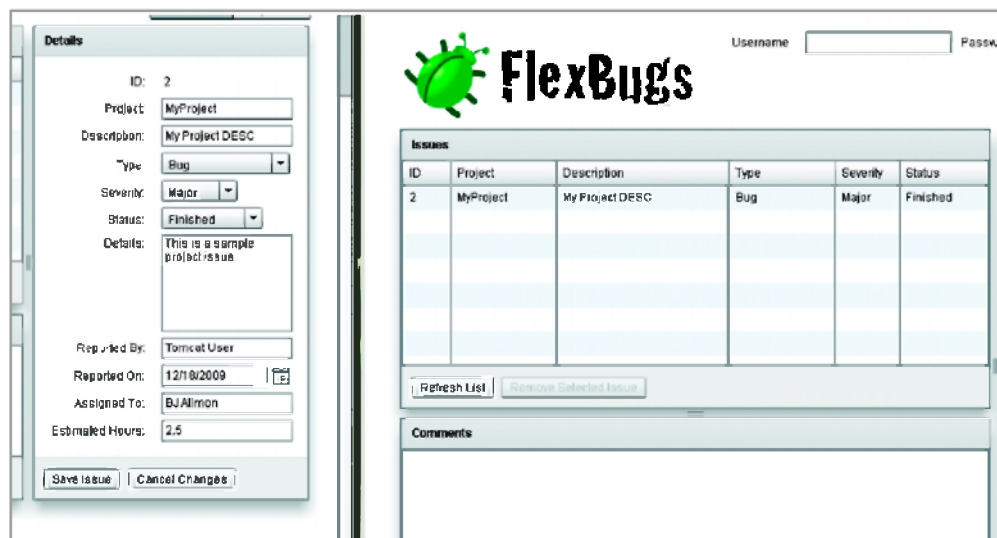 Details
ID: 2
Project: MyProject
Description: My Project DESC
Type Bug
Severity: Major
Status: Finished
Details: This is a sample
project issue
Reported By: Tomcat User
Reported On: 12/18/2009
Assigned To: BJ Allmon
Estimated Hours: 2.5
Save Issue Cancel Changes
FlexBugs
Username
Issues
ID Project Description Type Severity Status
2 MyProject My Project DESC Bug Major Finished
Refresh List Remove Selected Issue
Comments